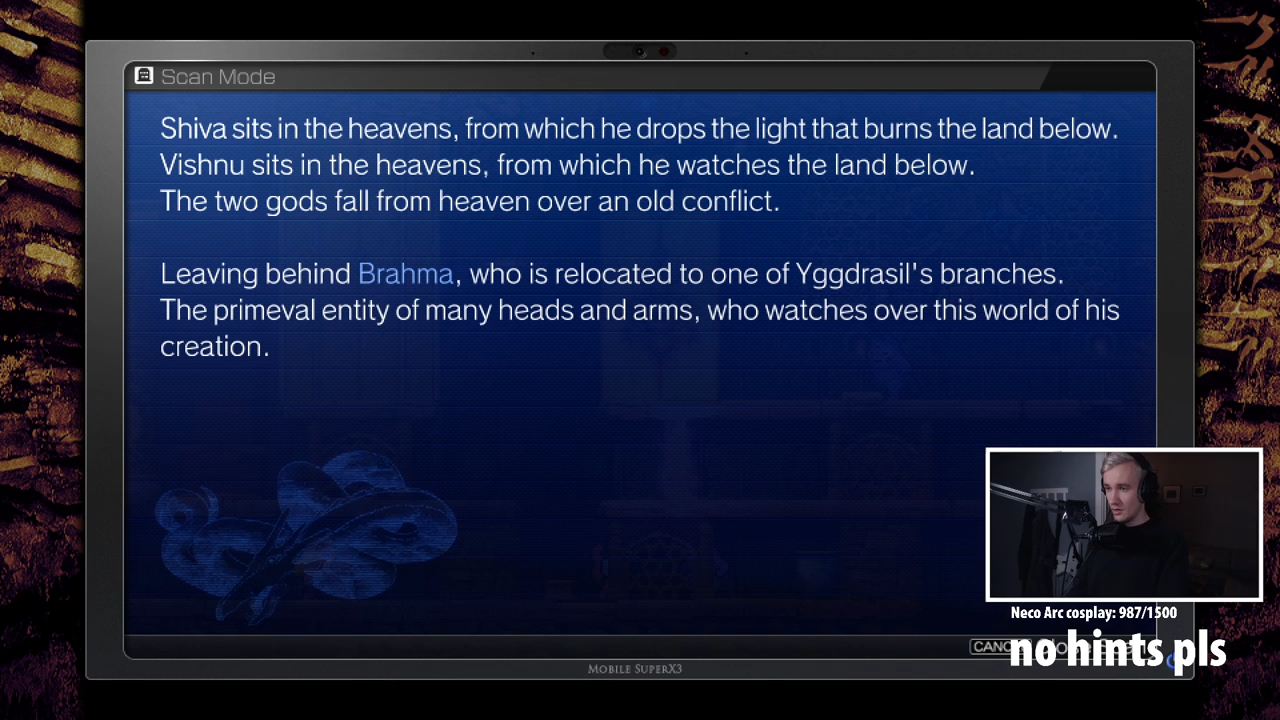 Scan Mode
Shiva sits in the heavens, from which he drops the light that burns the land below.
Vishnu sits in the heavens, from which he watches the land below.
The two gods fall from heaven over an old conflict.
Leaving behind Brahma, who is relocated to one of Yggdrasil's branches.
The primeval entity of many heads and arms, who watches over this world of his
creation.
Neco Arc cosplay: 987/1500
no hints pls
MOBILE SUPERX3